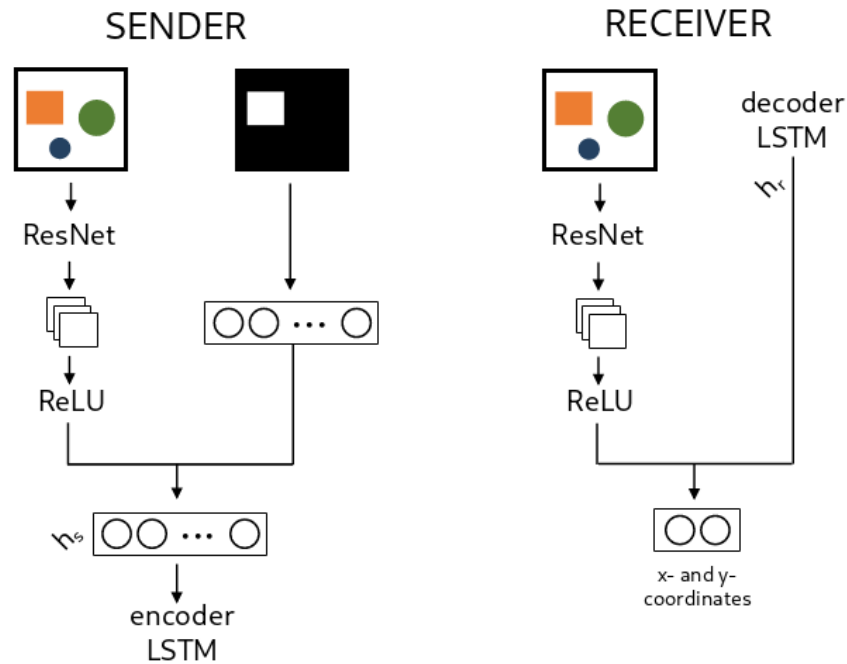 SENDER
ResNet
ReLU
hₛ
encoder
LSTM
RECEIVER
decoder
LSTM
hᵣ
ResNet
ReLU
x- and y-
coordinates